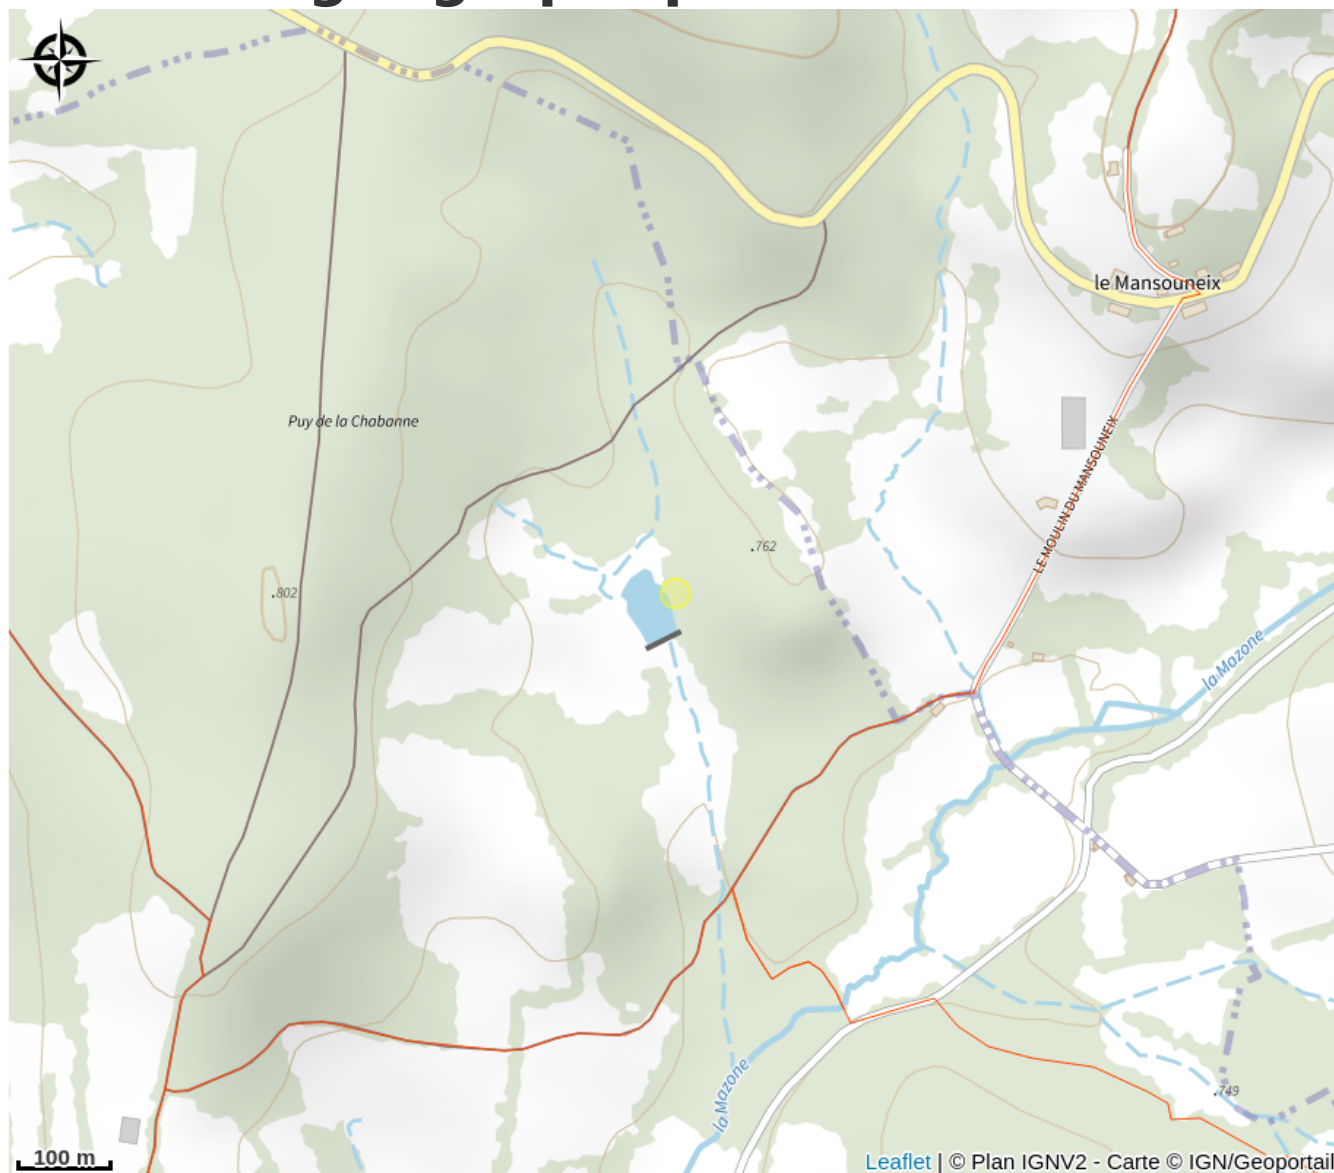 le Mansouneix
Puy de la Chabanne
LE MOULIN DU MANSOUNEIX
.762
.802
la Mazone
la Mazone
.749
100 m
Leaflet | © Plan IGNV2 - Carte © IGN/Geoportail